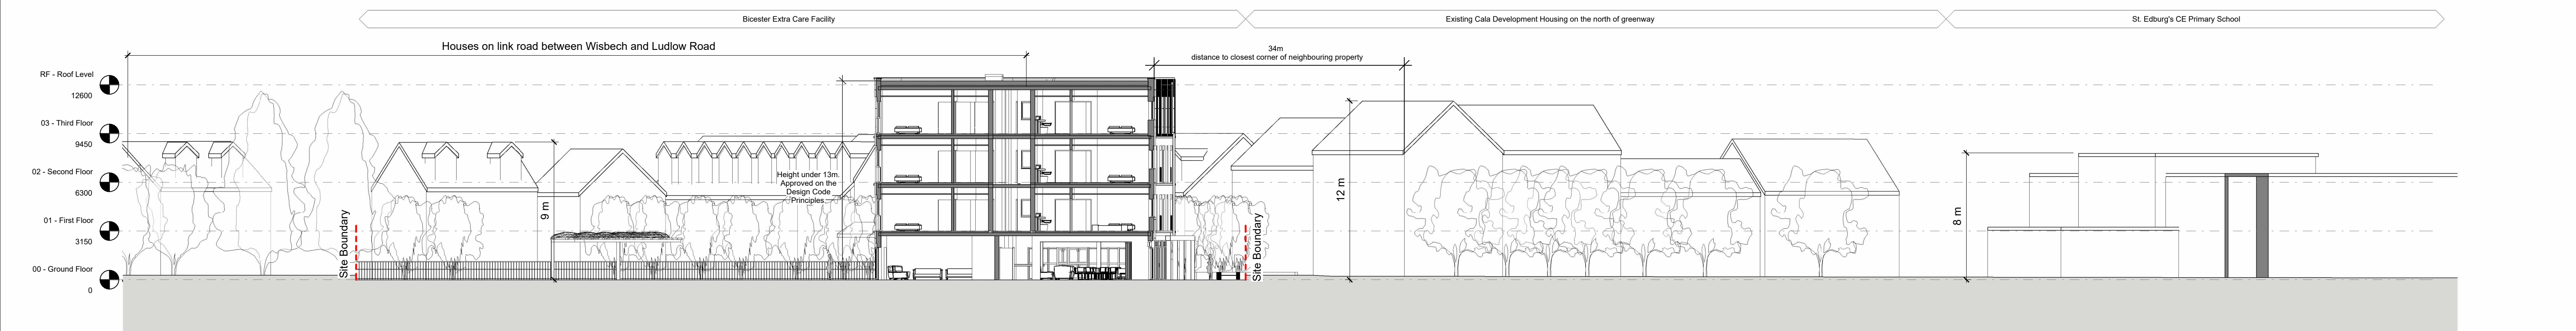 Bicester Extra Care Facility
Existing Cala Development Housing on the north of greenway
St. Edburg's CE Primary School
Houses on link road between Wisbech and Ludlow Road
34m
distance to closest corner of neighbouring property
RF - Roof Level
12600
03 - Third Floor
9450
02 - Second Floor
6300
01 - First Floor
3150
00 - Ground Floor
0
Site Boundary
9 m
Height under 13m.
Approved on the
Design Code
Principles.
Site Boundary
12 m
8 m